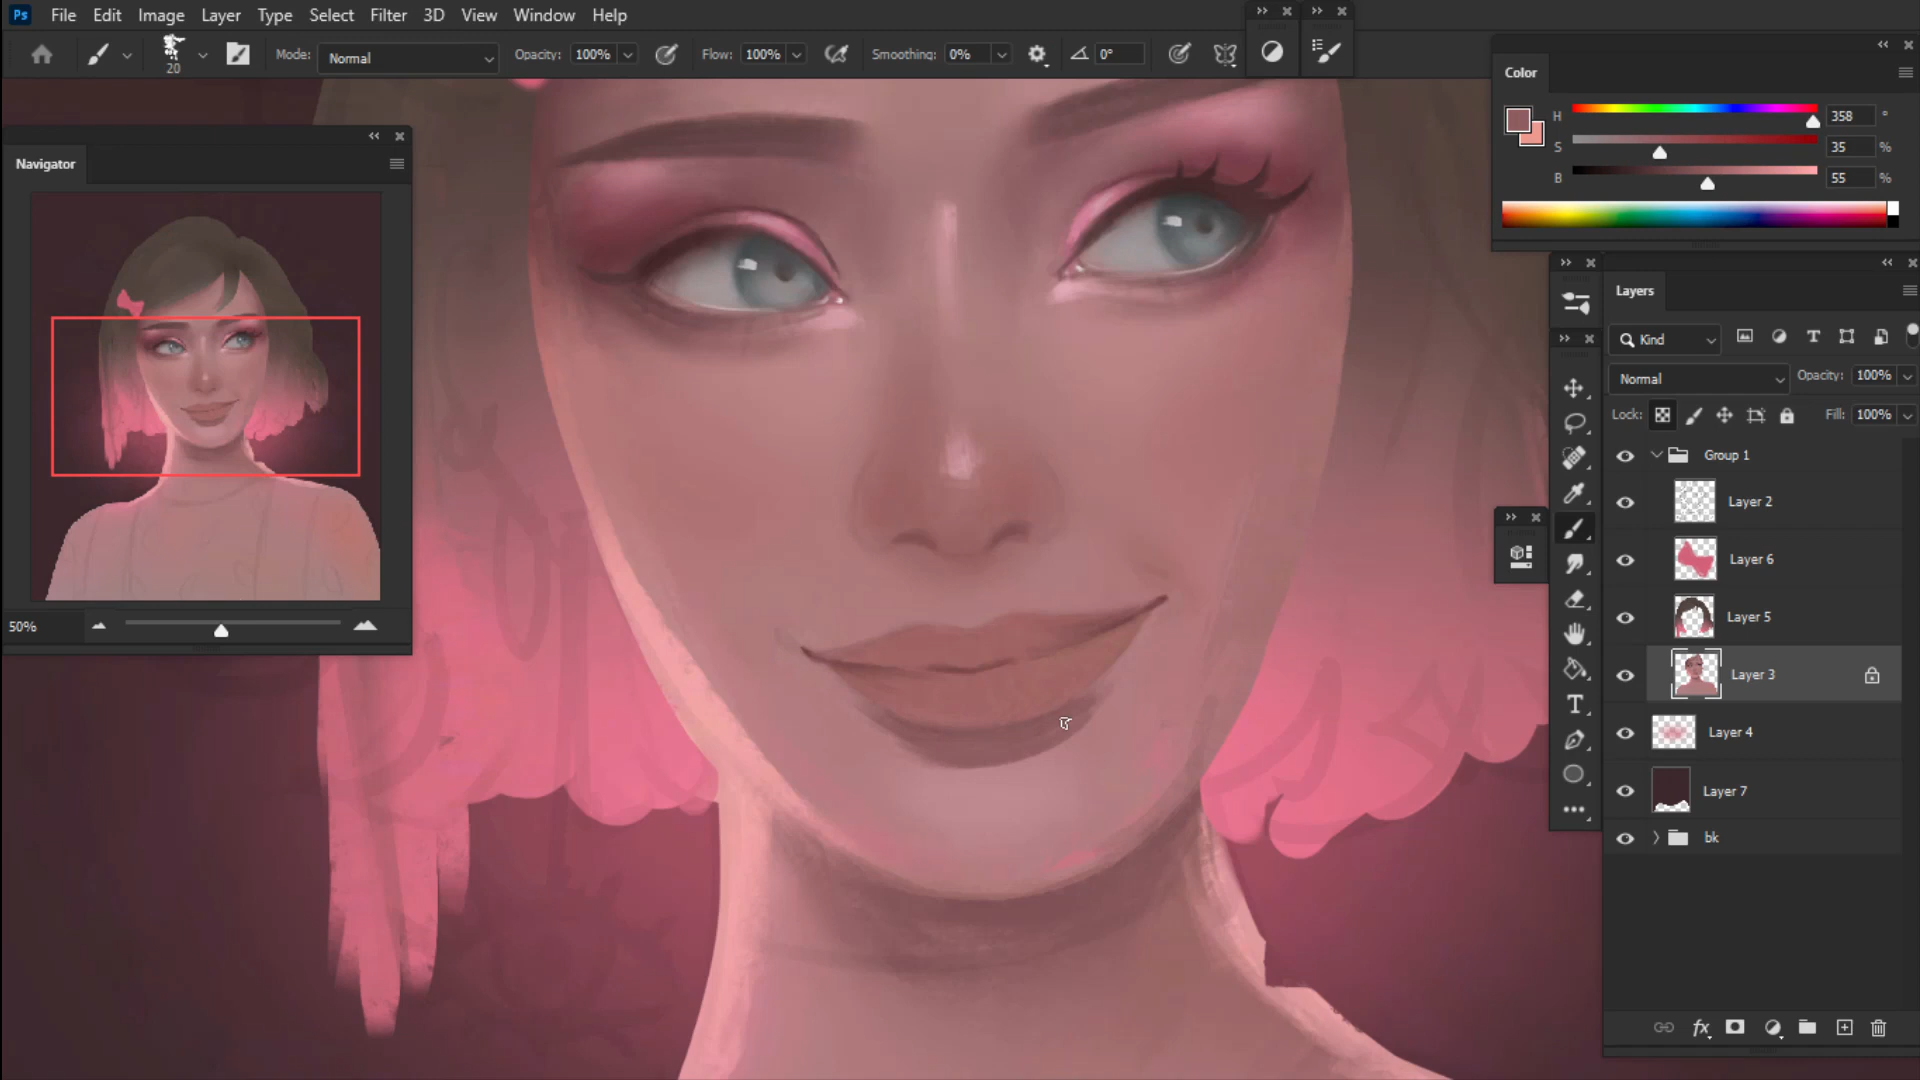 Ps File Edit Image Layer Type Select Filter 3D View Window Help
20 Mode: Normal Opacity: 100% Flow: 100% Smoothing: 0% 0°
Color
H 358 °
S 35 %
B 55 %
Navigator
50%
Layers
Kind
Normal Opacity: 100%
Lock: Fill: 100%
Group 1
Layer 2
Layer 6
Layer 5
Layer 3
Layer 4
Layer 7
bk